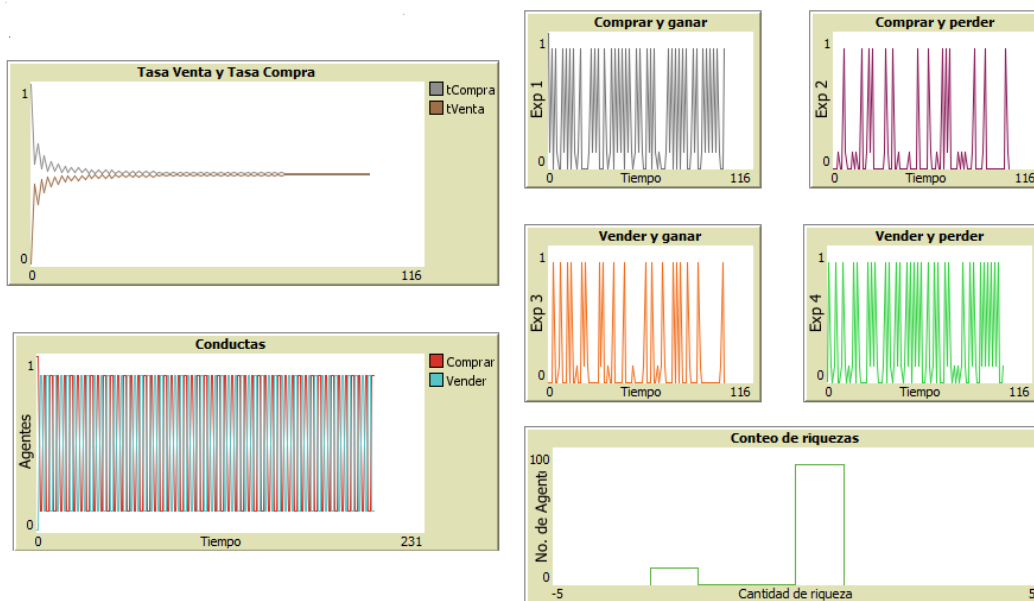 Tasa Venta y Tasa Compra
1
0
0
116
tCompra
tVenta
Comprar y ganar
1
Exp 1
0
0
Tiempo
116
Comprar y perder
1
Exp 2
0
0
Tiempo
116
Vender y ganar
1
Exp 3
0
0
Tiempo
116
Vender y perder
1
Exp 4
0
0
Tiempo
116
Conductas
1
Agentes
0
0
Tiempo
231
Comprar
Vender
Conteo de riquezas
100
No. de Agent
0
-5
Cantidad de riqueza
5